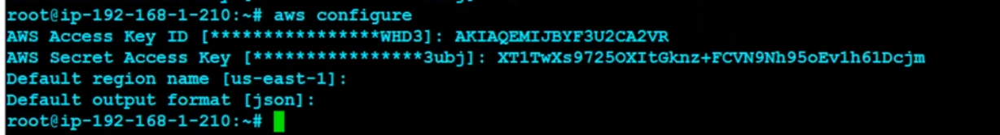 root@ip-192-168-1-210:~# aws configure
AWS Access Key ID [****************WHD3]: AKIAQEMIJBYF3U2CA2VR
AWS Secret Access Key [****************3ubj]: 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
Default region name [us-east-1]:
Default output format [json]:
root@ip-192-168-1-210:~#